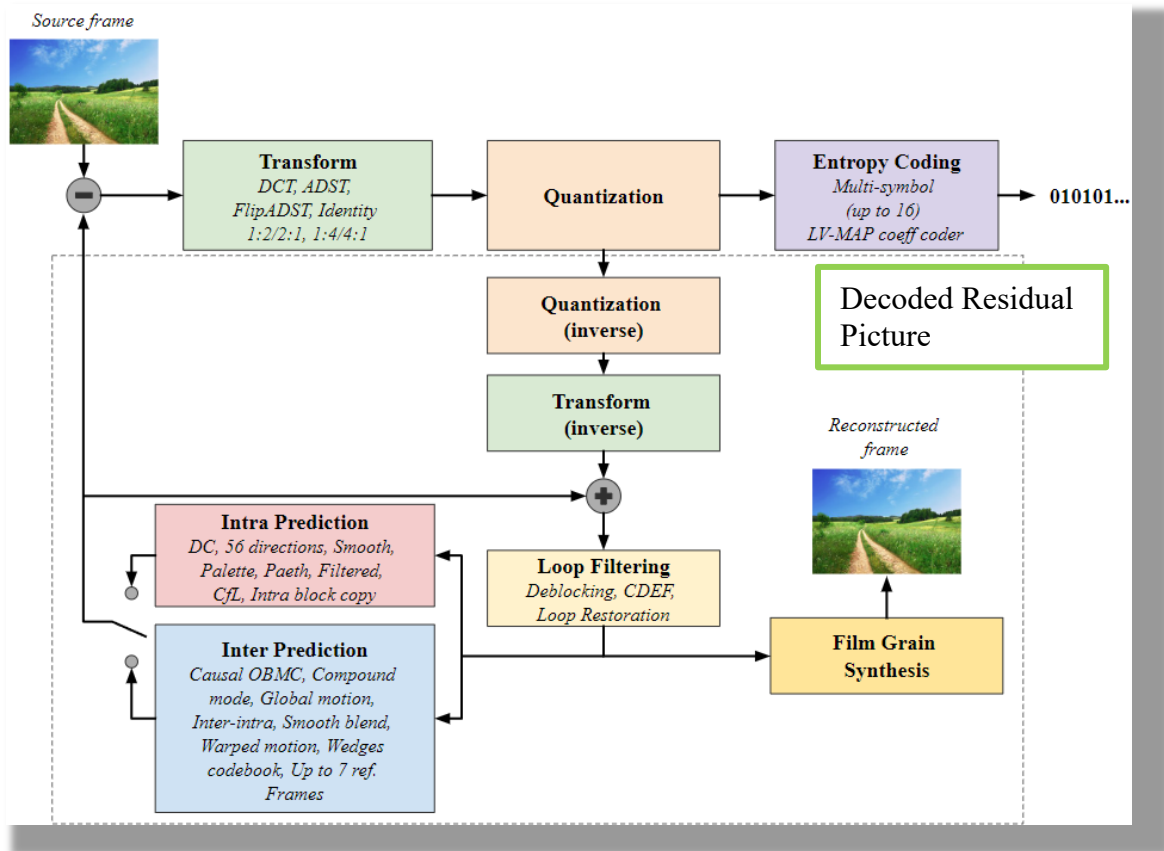 Source frame
Transform
DCT, ADST,
FlipADST, Identity
1:2/2:1, 1:4/4:1
Quantization
Entropy Coding
Multi-symbol
(up to 16)
LV-MAP coeff coder
010101...
Quantization
(inverse)
Decoded Residual
Picture
Transform
(inverse)
Reconstructed
frame
Intra Prediction
DC, 56 directions, Smooth,
Palette, Paeth, Filtered,
CfL, Intra block copy
Loop Filtering
Deblocking, CDEF,
Loop Restoration
Inter Prediction
Causal OBMC, Compound
mode, Global motion,
Inter-intra, Smooth blend,
Warped motion, Wedges
codebook, Up to 7 ref.
Frames
Film Grain
Synthesis